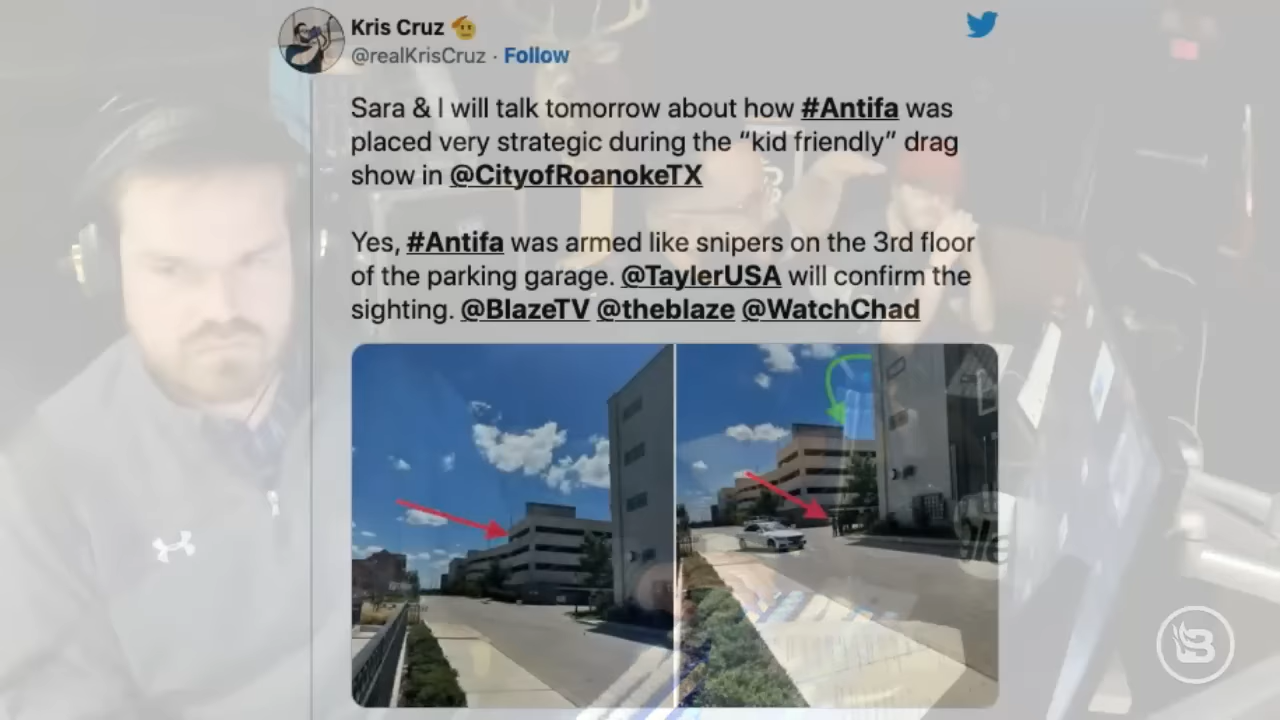 Kris Cruz
@realKrisCruz · Follow
Sara & I will talk tomorrow about how #Antifa was
placed very strategic during the “kid friendly” drag
show in @CityofRoanokeTX
Yes, #Antifa was armed like snipers on the 3rd floor
of the parking garage. @TaylerUSA will confirm the
sighting. @BlazeTV @theblaze @WatchChad
B